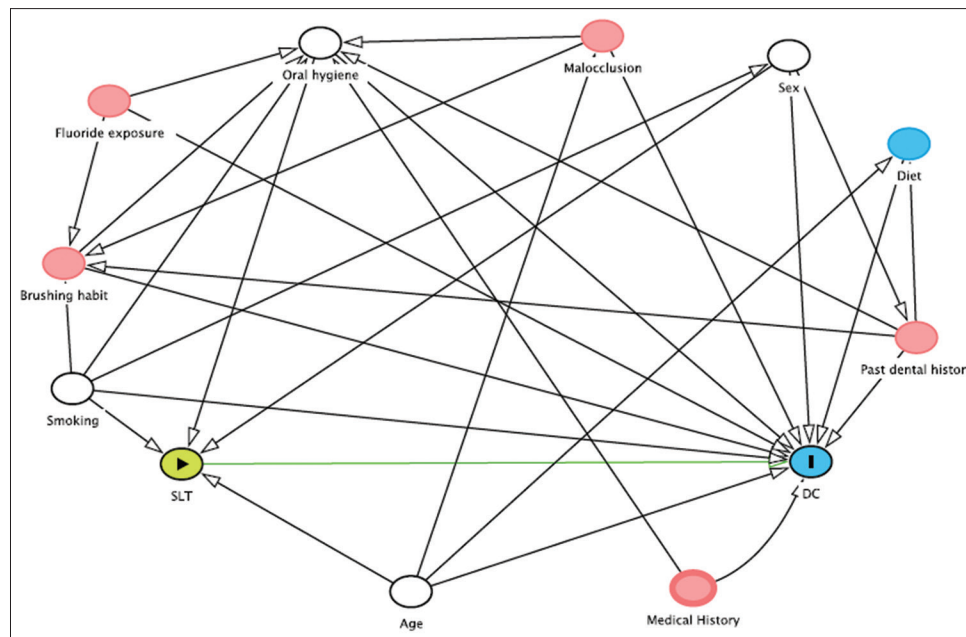 Oral hygiene
Malocclusion
Sex
Fluoride exposure
Diet
Brushing habit
Past dental histor
Smoking
SLT
DC
Age
Medical History